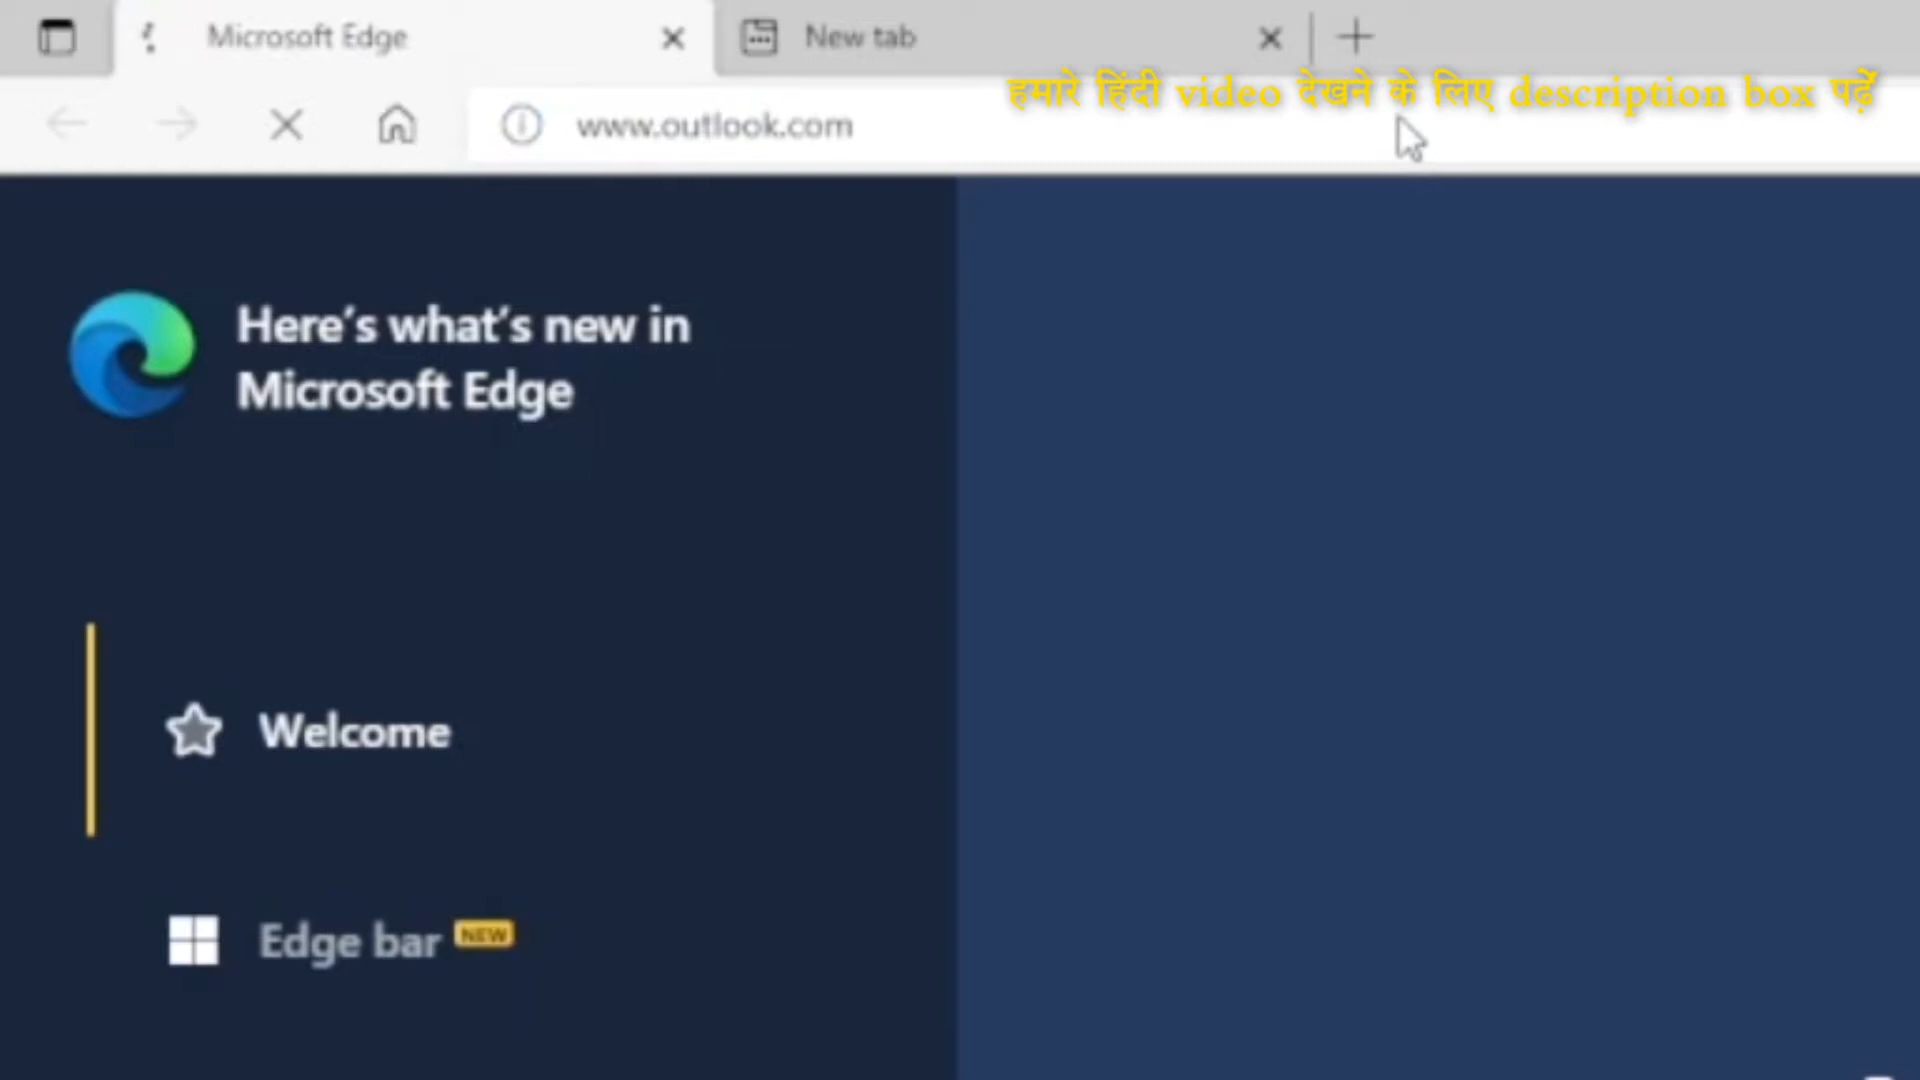 Microsoft Edge
New tab
हमारे हिंदी video देखने के लिए description box पढ़ें
www.outlook.com
Here's what's new in
Microsoft Edge
Welcome
Edge bar NEW